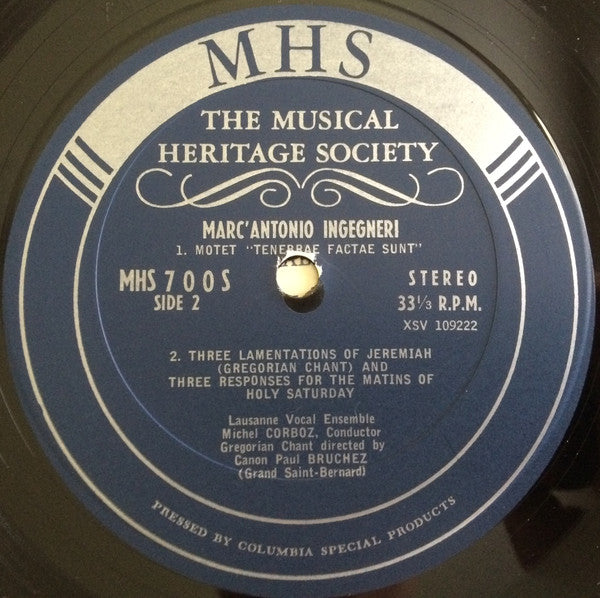 MHS
THE MUSICAL
HERITAGE SOCIETY
MARC'ANTONIO INGEGNERI
1. MOTET "TENEBRAE FACTAE SUNT"
MHS 700S
SIDE 2
STEREO
33⅓ R.P.M.
XSV 109222
2. THREE LAMENTATIONS OF JEREMIAH
(GREGORIAN CHANT) AND
THREE RESPONSES FOR THE MATINS OF
HOLY SATURDAY
Lausanne Vocal Ensemble
Michel CORBOZ, Conductor
Gregorian Chant directed by
Canon Paul BRUCHEZ
(Grand Saint-Bernard)
PRESSED BY COLUMBIA SPECIAL PRODUCTS